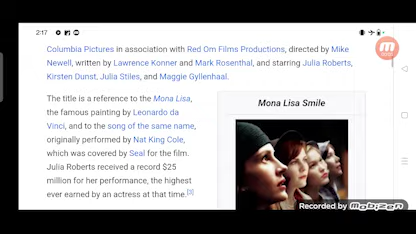 2:17
Columbia Pictures in association with Red Om Films Productions, directed by Mike
Newell, written by Lawrence Konner and Mark Rosenthal, and starring Julia Roberts,
Kirsten Dunst, Julia Stiles, and Maggie Gyllenhaal.
The title is a reference to the Mona Lisa,
the famous painting by Leonardo da
Vinci, and to the song of the same name,
originally performed by Nat King Cole,
which was covered by Seal for the film.
Julia Roberts received a record $25
million for her performance, the highest
ever earned by an actress at that time.[3]
Mona Lisa Smile
Recorded by Mobizen